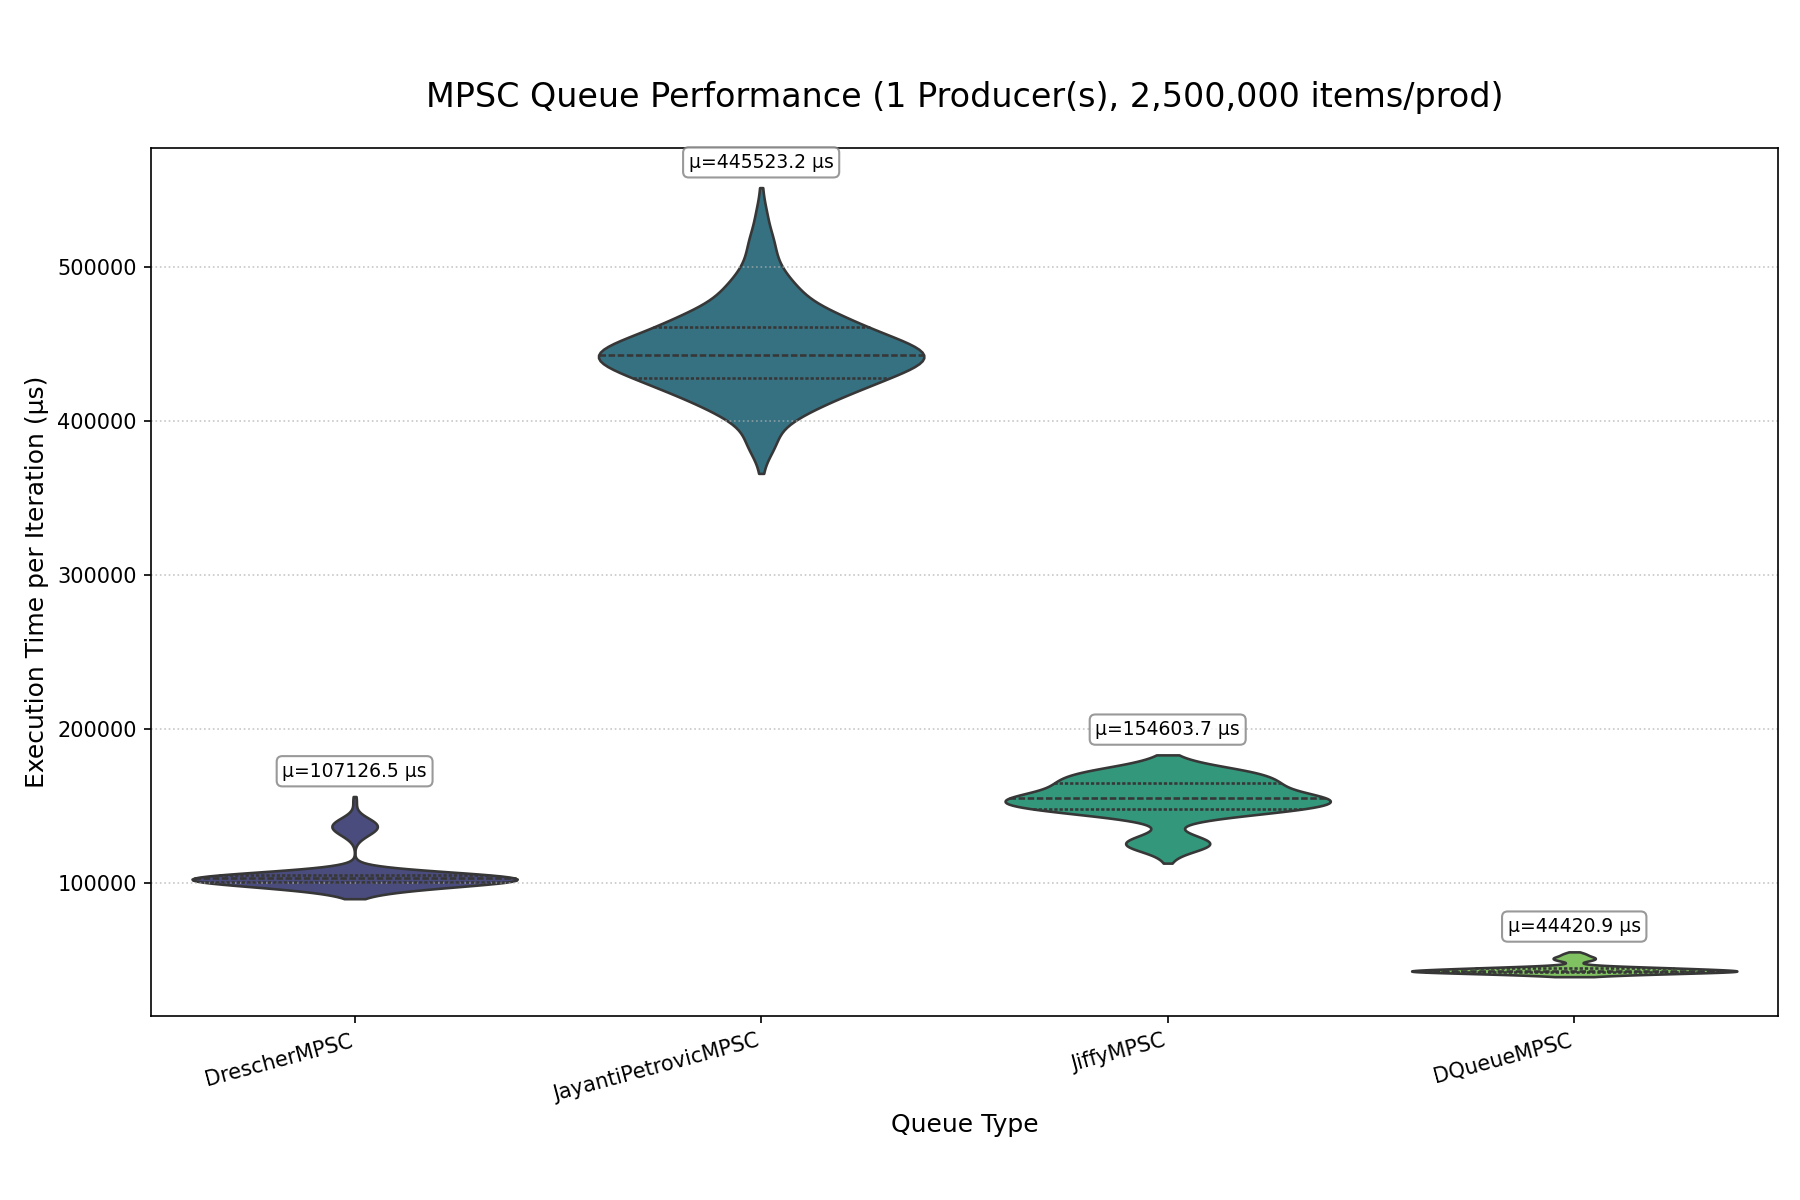 MPSC Queue Performance (1 Producer(s), 2,500,000 items/prod)
μ=445523.2 μs
500000
400000
300000
200000
100000
Execution Time per Iteration (μs)
μ=154603.7 μs
μ=107126.5 μs
μ=44420.9 μs
DrescherMPSC
JayantiPetrovicMPSC
JiffyMPSC
DQueueMPSC
Queue Type